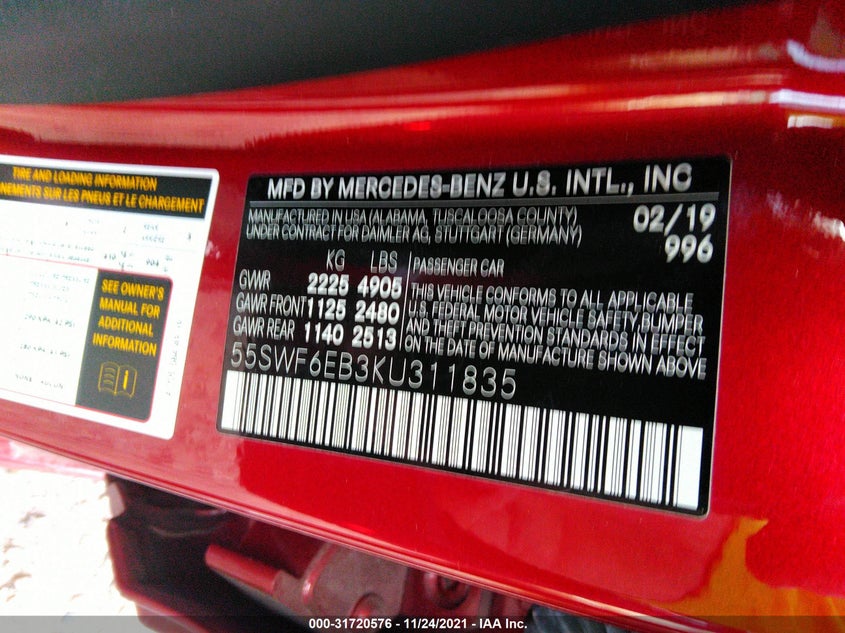 TIRE AND LOADING INFORMATION
NEMENTS SUR LES PNEUS ET LE CHARGEMENT
SEE OWNER'S
MANUAL FOR
ADDITIONAL
INFORMATION
MFD BY MERCEDES-BENZ U.S. INTL., INC
MANUFACTURED IN USA (ALABAMA, TUSCALOOSA COUNTY) 02/19
UNDER CONTRACT FOR DAIMLER AG, STUTTGART (GERMANY) 996
KG LBS PASSENGER CAR
GWWR 2225 4905 THIS VEHICLE CONFORMS TO ALL APPLICABLE
GAWR FRONT 1125 2480 U.S. FEDERAL MOTOR VEHICLE SAFETY, BUMPER
GAWR REAR 1140 2513 AND THEFT PREVENTION STANDARDS IN EFFECT
ON THE DATE OF MANUFACTURE SHOWN ABOVE
55SWF6EB3KU311835
000-31720576 - 11/24/2021 - IAA Inc.